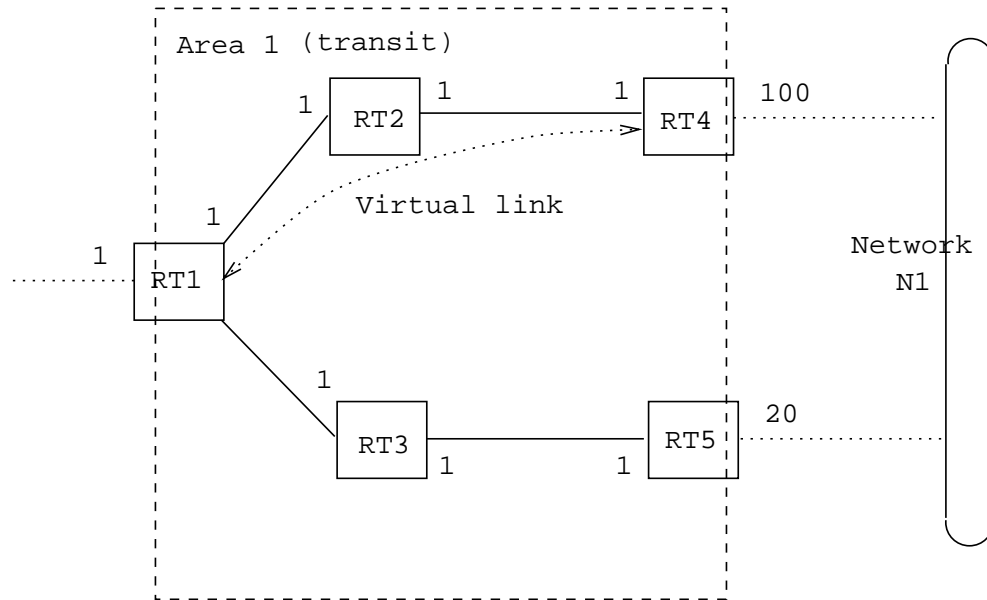 Area 1 (transit)
1 RT2 1 1 RT4 100
Virtual link
1
1 RT1
Network
N1
1
RT3 1 1 RT5 20